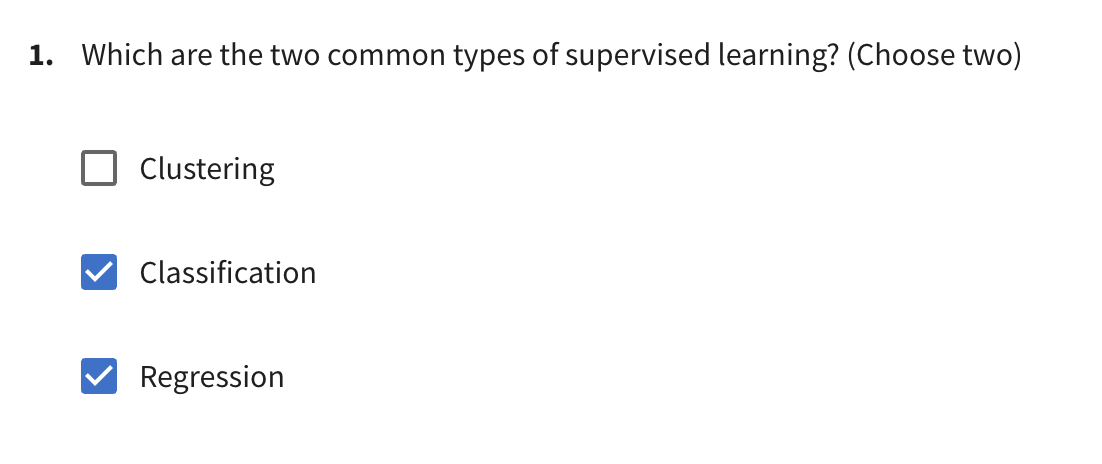 1. Which are the two common types of supervised learning? (Choose two)
Clustering
Classification
Regression